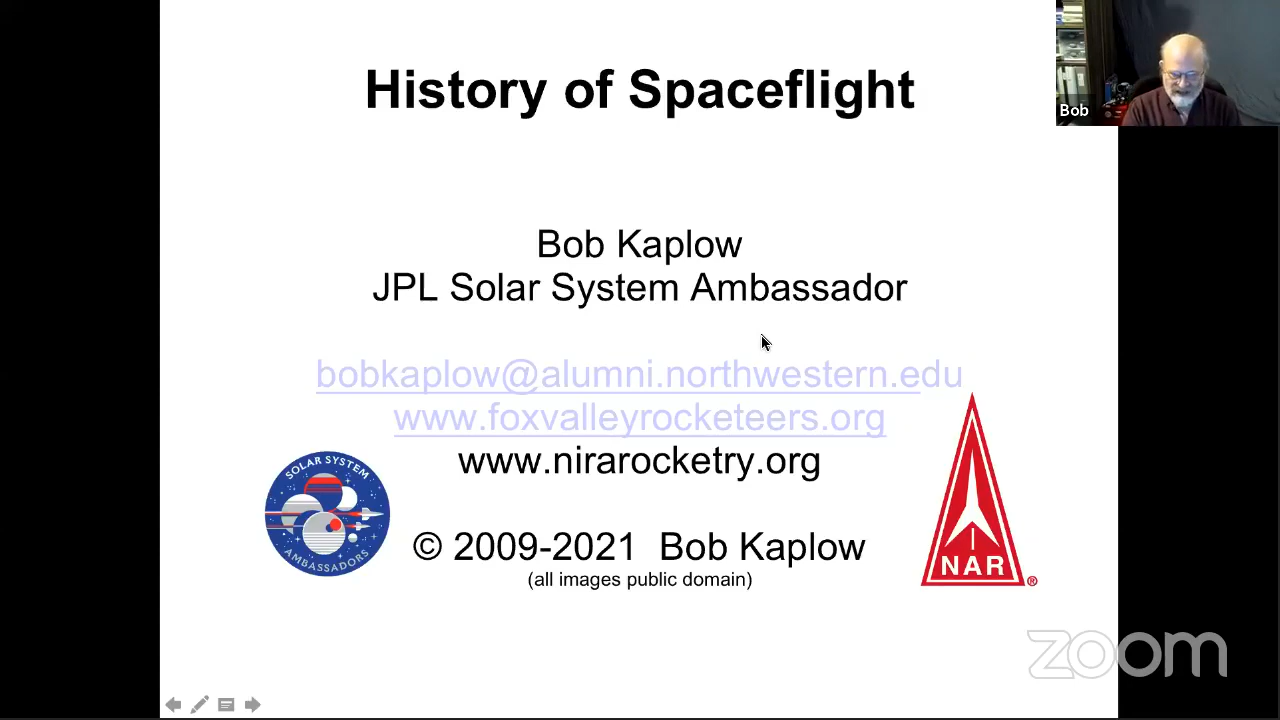 History of Spaceflight
Bob
Bob Kaplow
JPL Solar System Ambassador
bobkaplow@alumni.northwestern.edu
www.foxvalleyrocketeers.org
www.nirarocketry.org
SOLAR SYSTEM
AMBASSADORS
© 2009-2021 Bob Kaplow
(all images public domain)
NAR®
zoom